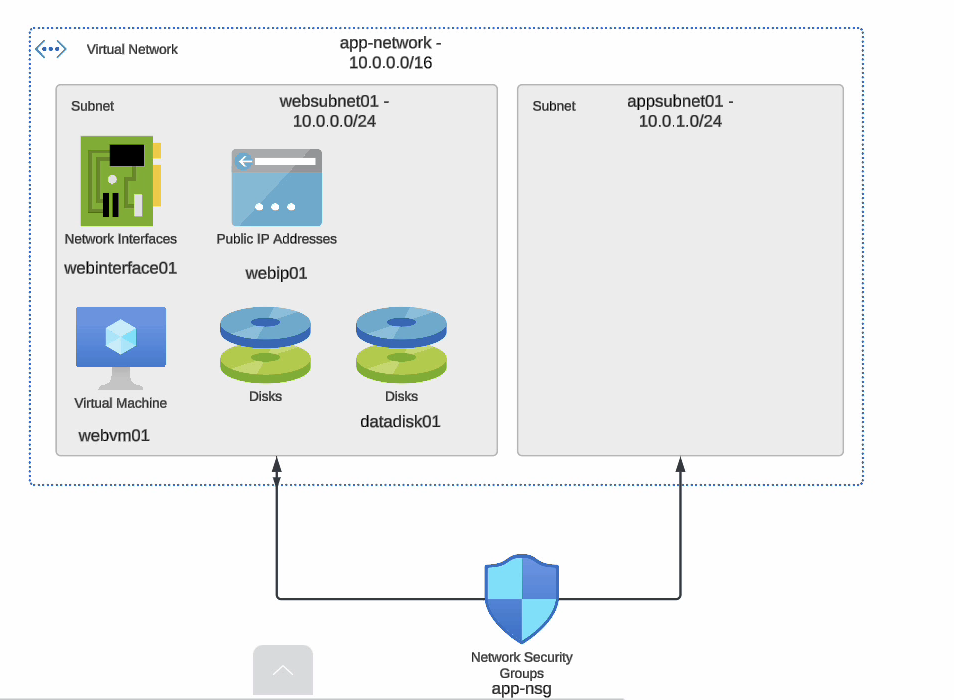 Virtual Network
app-network -
10.0.0.0/16
Subnet
websubnet01 -
10.0.0.0/24
Network Interfaces
webinterface01
Public IP Addresses
webip01
Virtual Machine
webvm01
Disks
Disks
datadisk01
Subnet
appsubnet01 -
10.0.1.0/24
Network Security
Groups
app-nsg